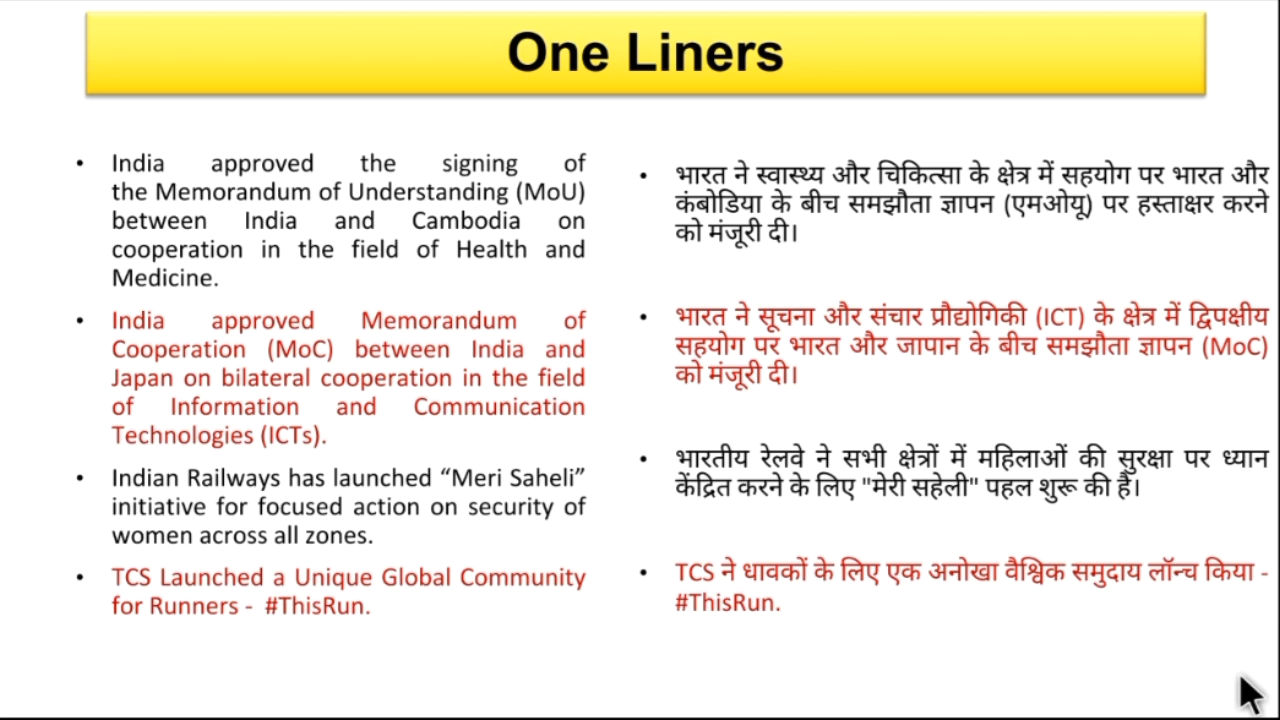 One Liners
• India approved the signing of
the Memorandum of Understanding (MoU)
between India and Cambodia on
cooperation in the field of Health and
Medicine.
• India approved Memorandum of
Cooperation (MoC) between India and
Japan on bilateral cooperation in the field
of Information and Communication
Technologies (ICTs).
• Indian Railways has launched “Meri Saheli”
initiative for focused action on security of
women across all zones.
• TCS Launched a Unique Global Community
for Runners - #ThisRun.
• भारत ने स्वास्थ्य और चिकित्सा के क्षेत्र में सहयोग पर भारत और
कंबोडिया के बीच समझौता ज्ञापन (एमओयू) पर हस्ताक्षर करने
को मंजूरी दी।
• भारत ने सूचना और संचार प्रौद्योगिकी (ICT) के क्षेत्र में द्विपक्षीय
सहयोग पर भारत और जापान के बीच समझौता ज्ञापन (MoC)
को मंजूरी दी।
• भारतीय रेलवे ने सभी क्षेत्रों में महिलाओं की सुरक्षा पर ध्यान
केंद्रित करने के लिए "मेरी सहेली" पहल शुरू की है।
• TCS ने धावकों के लिए एक अनोखा वैश्विक समुदाय लॉन्च किया -
#ThisRun.